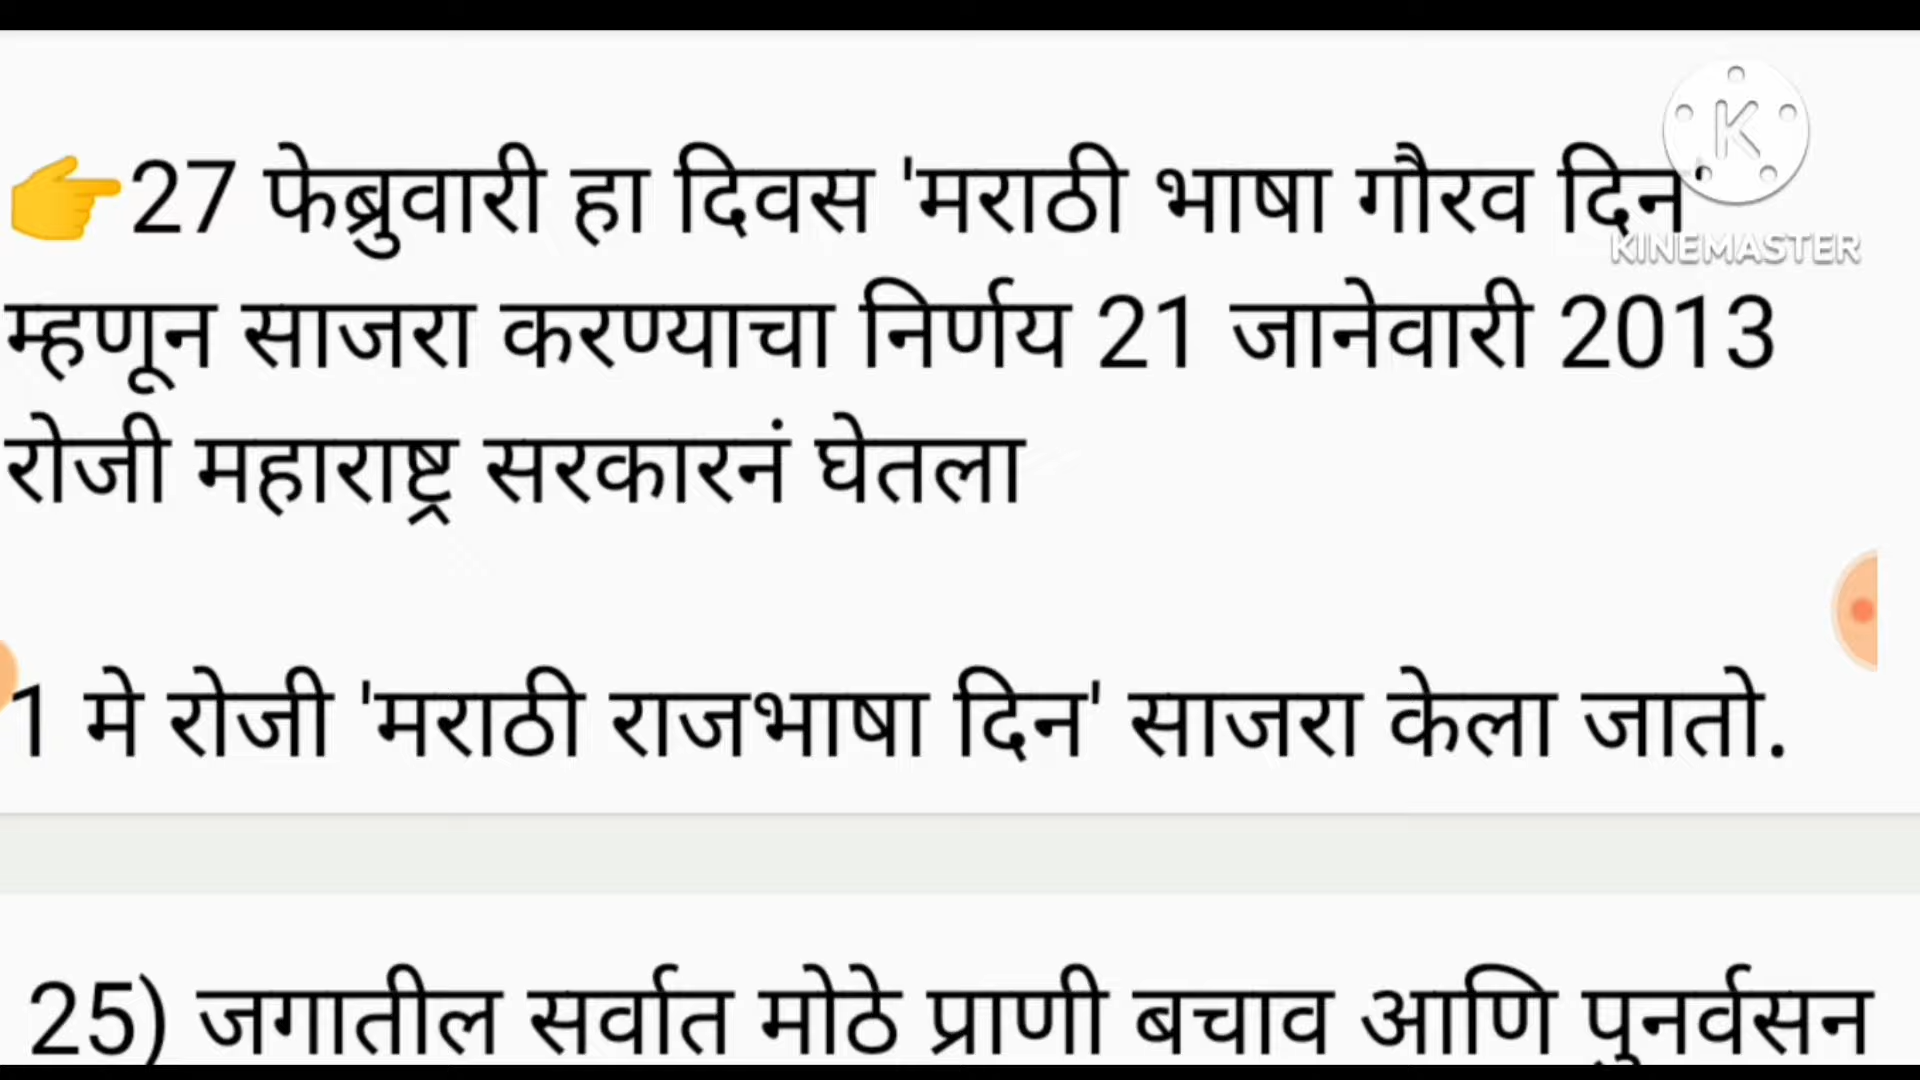 👉27 फेब्रुवारी हा दिवस 'मराठी भाषा गौरव दिन'
KINEMASTER
म्हणून साजरा करण्याचा निर्णय 21 जानेवारी 2013
रोजी महाराष्ट्र सरकारनं घेतला
1 मे रोजी 'मराठी राजभाषा दिन' साजरा केला जातो.
25) जगातील सर्वात मोठे प्राणी बचाव आणि पुनर्वसन